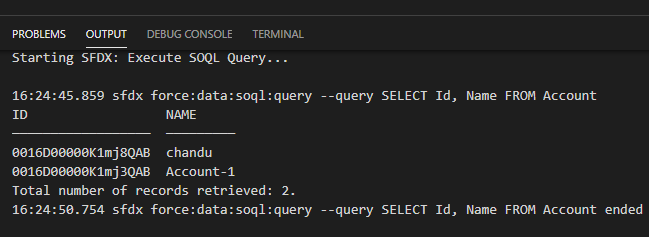 PROBLEMS OUTPUT DEBUG CONSOLE TERMINAL
Starting SFDX: Execute SOQL Query...
16:24:45.859 sfdx force:data:soql:query --query SELECT Id, Name FROM Account
ID NAME
0016D00000K1mj8QAB chandu
0016D00000K1mj3QAB Account-1
Total number of records retrieved: 2.
16:24:50.754 sfdx force:data:soql:query --query SELECT Id, Name FROM Account ended